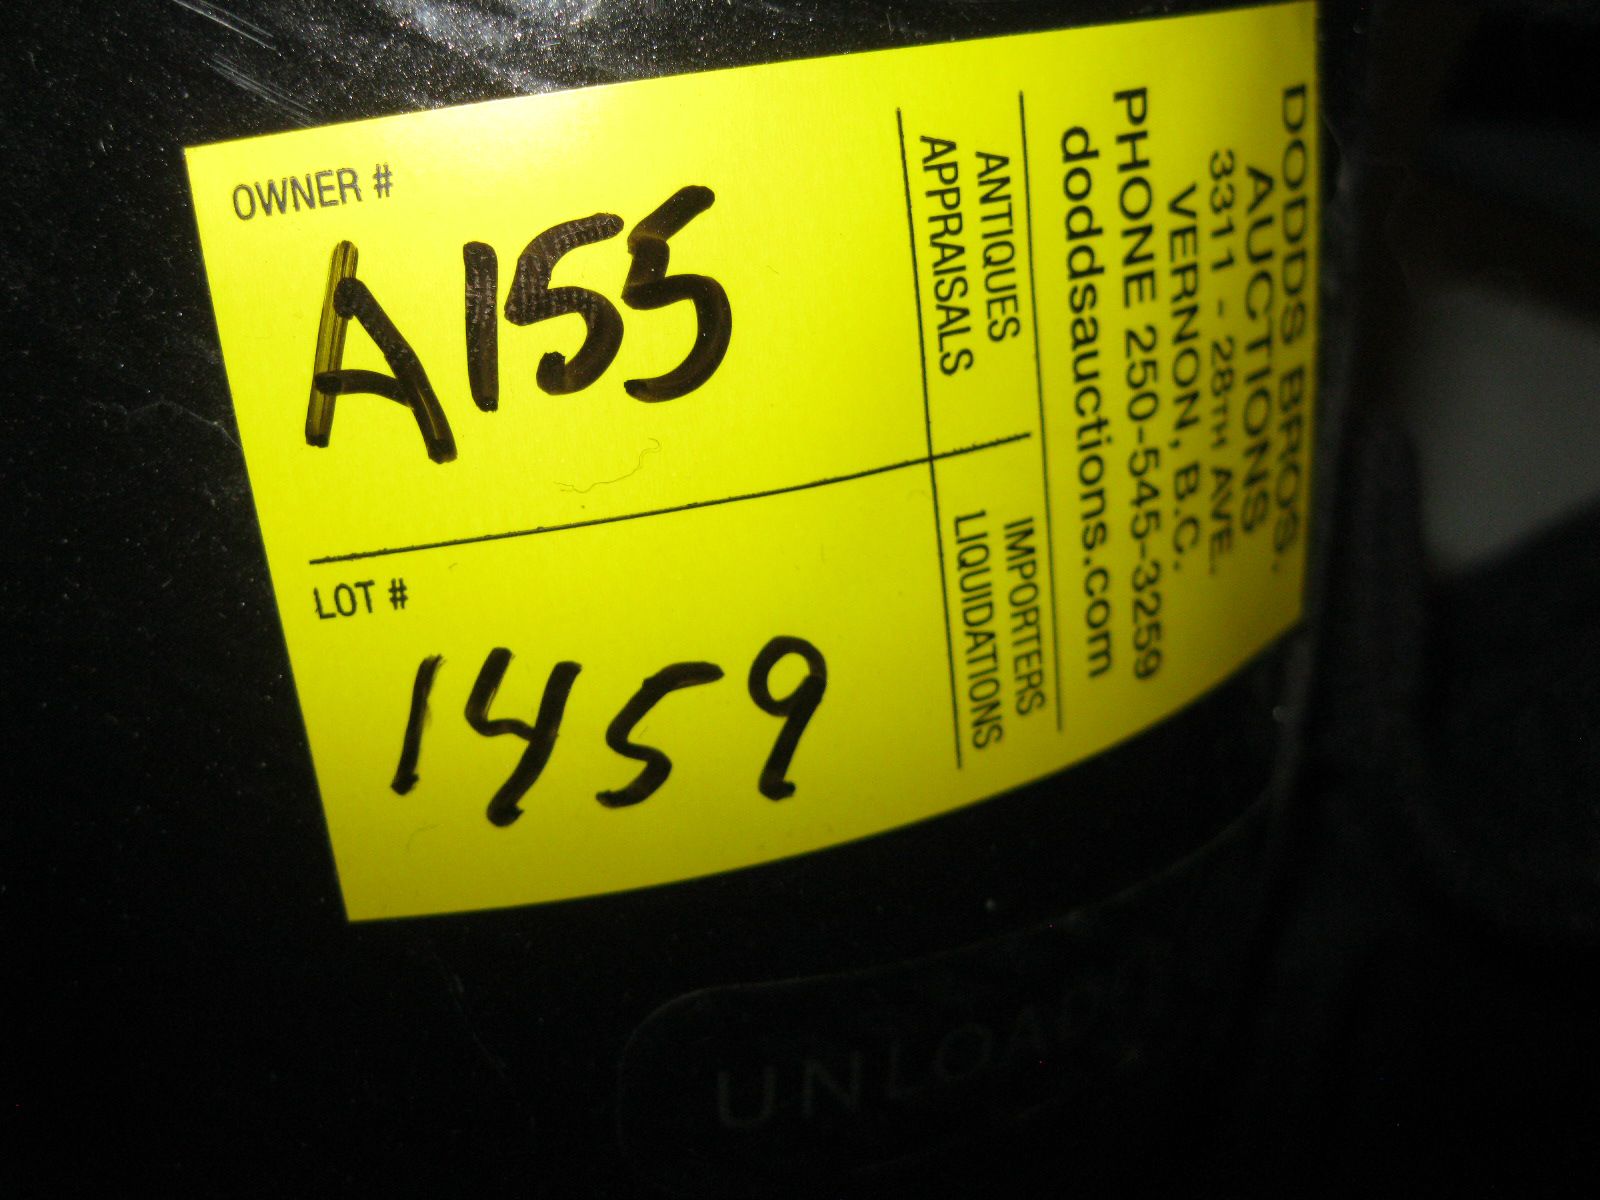 OWNER #
A155
LOT #
1459
ANTIQUES
APPRAISALS
IMPORTERS
LIQUIDATIONS
DODDS BROS.
AUCTIONS
3311 - 28TH AVE.
VERNON, B.C.
PHONE 250-545-3259
doddsauctions.com